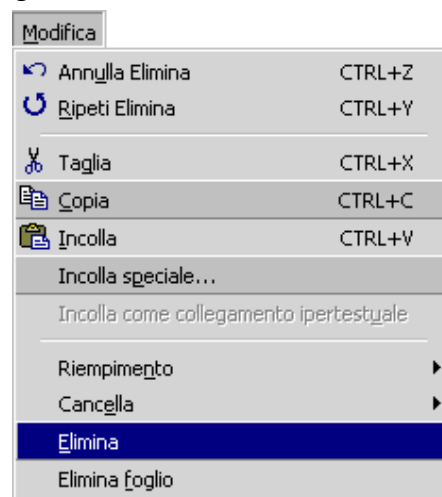 Modifica
Annulla Elimina CTRL+Z
Ripeti Elimina CTRL+Y
Taglia CTRL+X
Copia CTRL+C
Incolla CTRL+V
Incolla speciale...
Incolla come collegamento ipertestuale
Riempimento
Cancella
Elimina
Elimina foglio